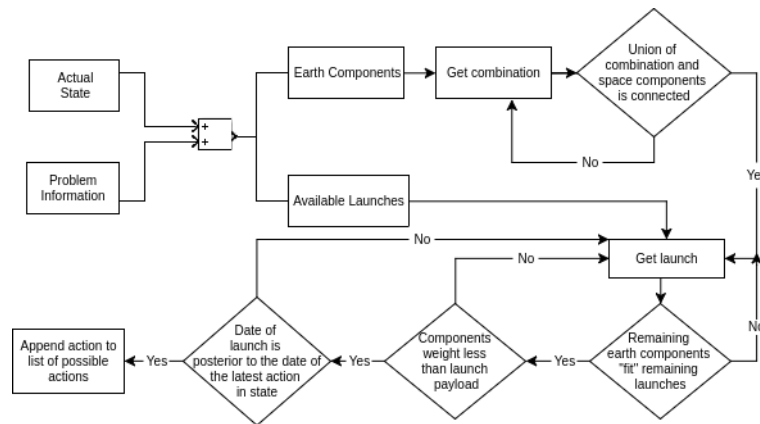 Actual
State
Problem
Information
+
+
Earth Components
Get combination
Union of
combination and
space components
is connected
No
Ye
Available Launches
No
Get launch
No
No
Append action to
list of possible
actions
Yes
Date of
launch is
posterior to the date of
the latest action
in state
Yes
Components
weight less
than launch
payload
Yes
Remaining
earth components
"fit" remaining
launches